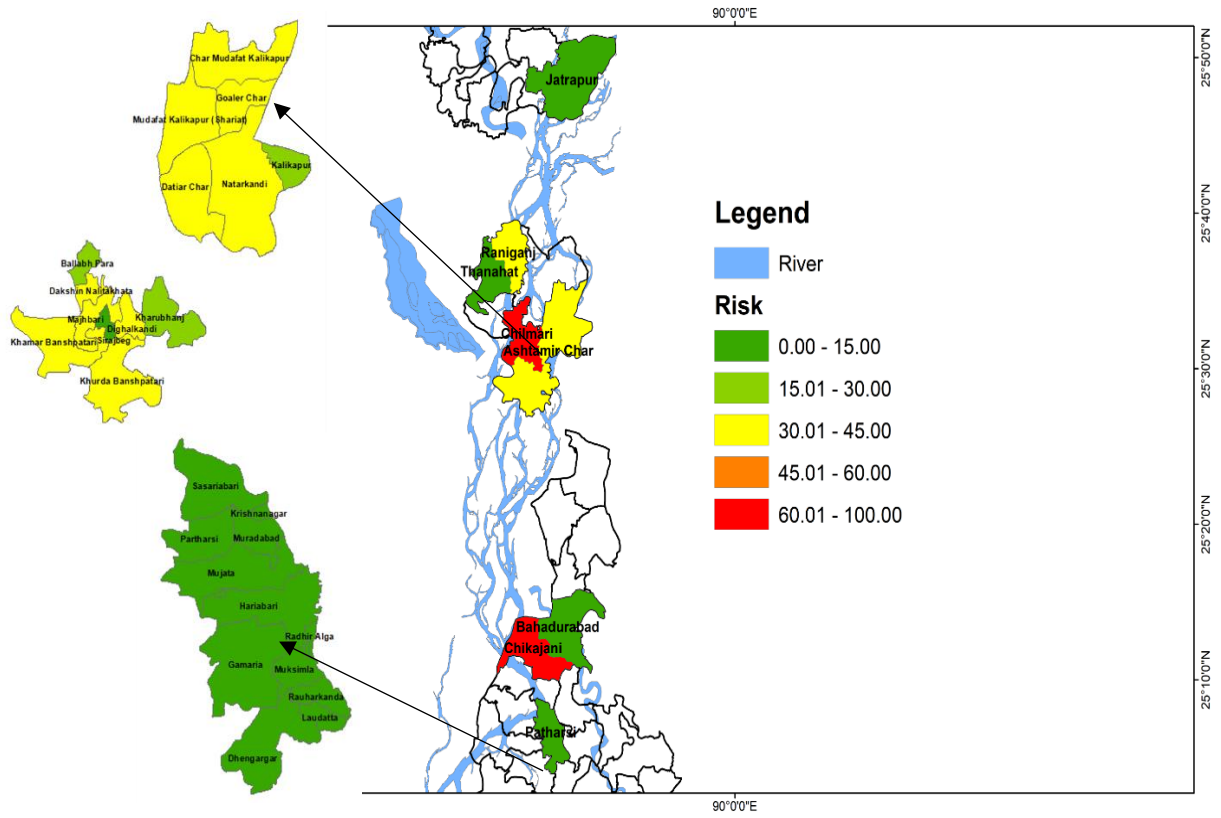 90°0'0"E
Char Mudafat Kalikapur
Goaler Char
Mudafat Kalikapur (Shariat)
Kalikapur
Datiar Char
Natarkandi
Ballabh Para
Dakshin Nalitakhata
Majhbari
Kharubhanj
Dighalkandi
Khamar Banshpatari
Sirajbeg
Khurda Banshpatari
Sasariabari
Krishnanagar
Partharsi
Muradabad
Mujata
Hariabari
Radhir Alga
Gamaria
Muksimla
Rauharkanda
Laudatta
Dhengargar
Jatrapur
Raniganj
Thanahat
Chilmari
Ashtamir Char
Bahadurabad
Chikajani
Patharsi
Legend
River
Risk
0.00 - 15.00
15.01 - 30.00
30.01 - 45.00
45.01 - 60.00
60.01 - 100.00
25°50'0"N
25°40'0"N
25°30'0"N
25°20'0"N
25°10'0"N
90°0'0"E